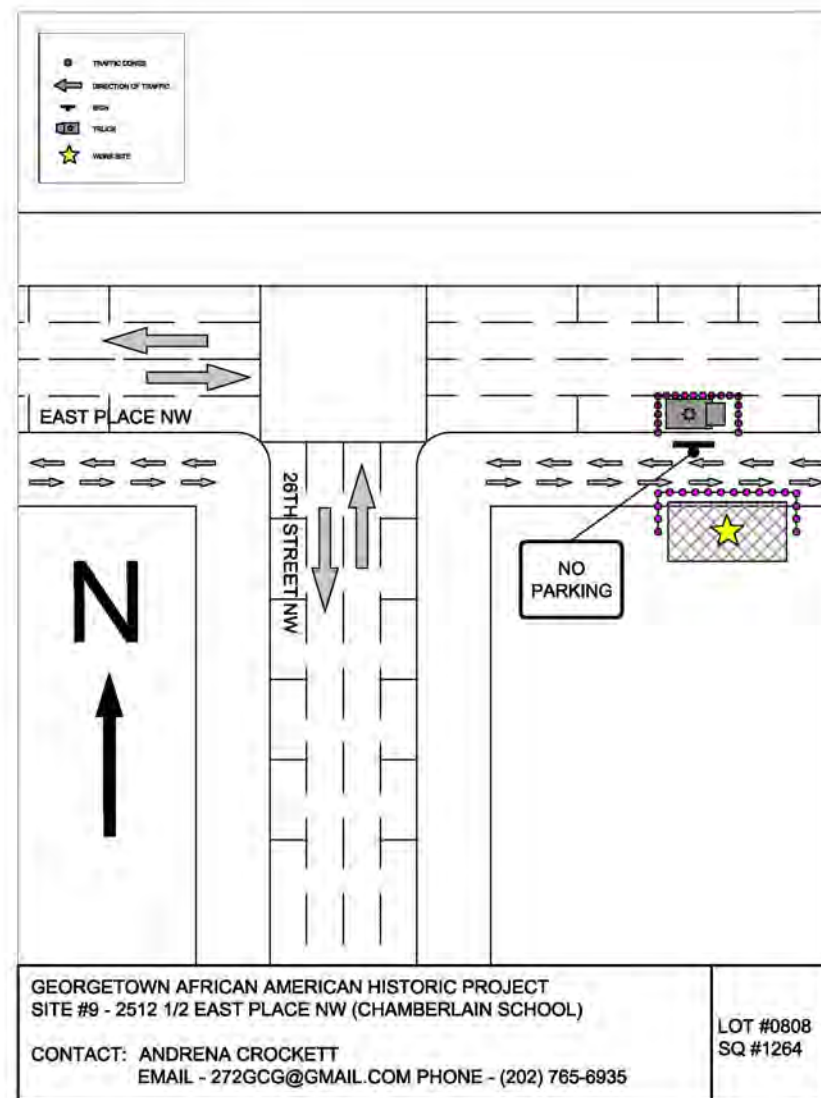 TRAFFIC CONES
DIRECTION OF TRAFFIC
SIGN
TRUCK
WORK SITE
EAST PLACE NW
26TH STREET NW
N
NO
PARKING
GEORGETOWN AFRICAN AMERICAN HISTORIC PROJECT
SITE #9 - 2512 1/2 EAST PLACE NW (CHAMBERLAIN SCHOOL)
CONTACT: ANDRENA CROCKETT
EMAIL - 272GCG@GMAIL.COM PHONE - (202) 765-6935
LOT #0808
SQ #1264